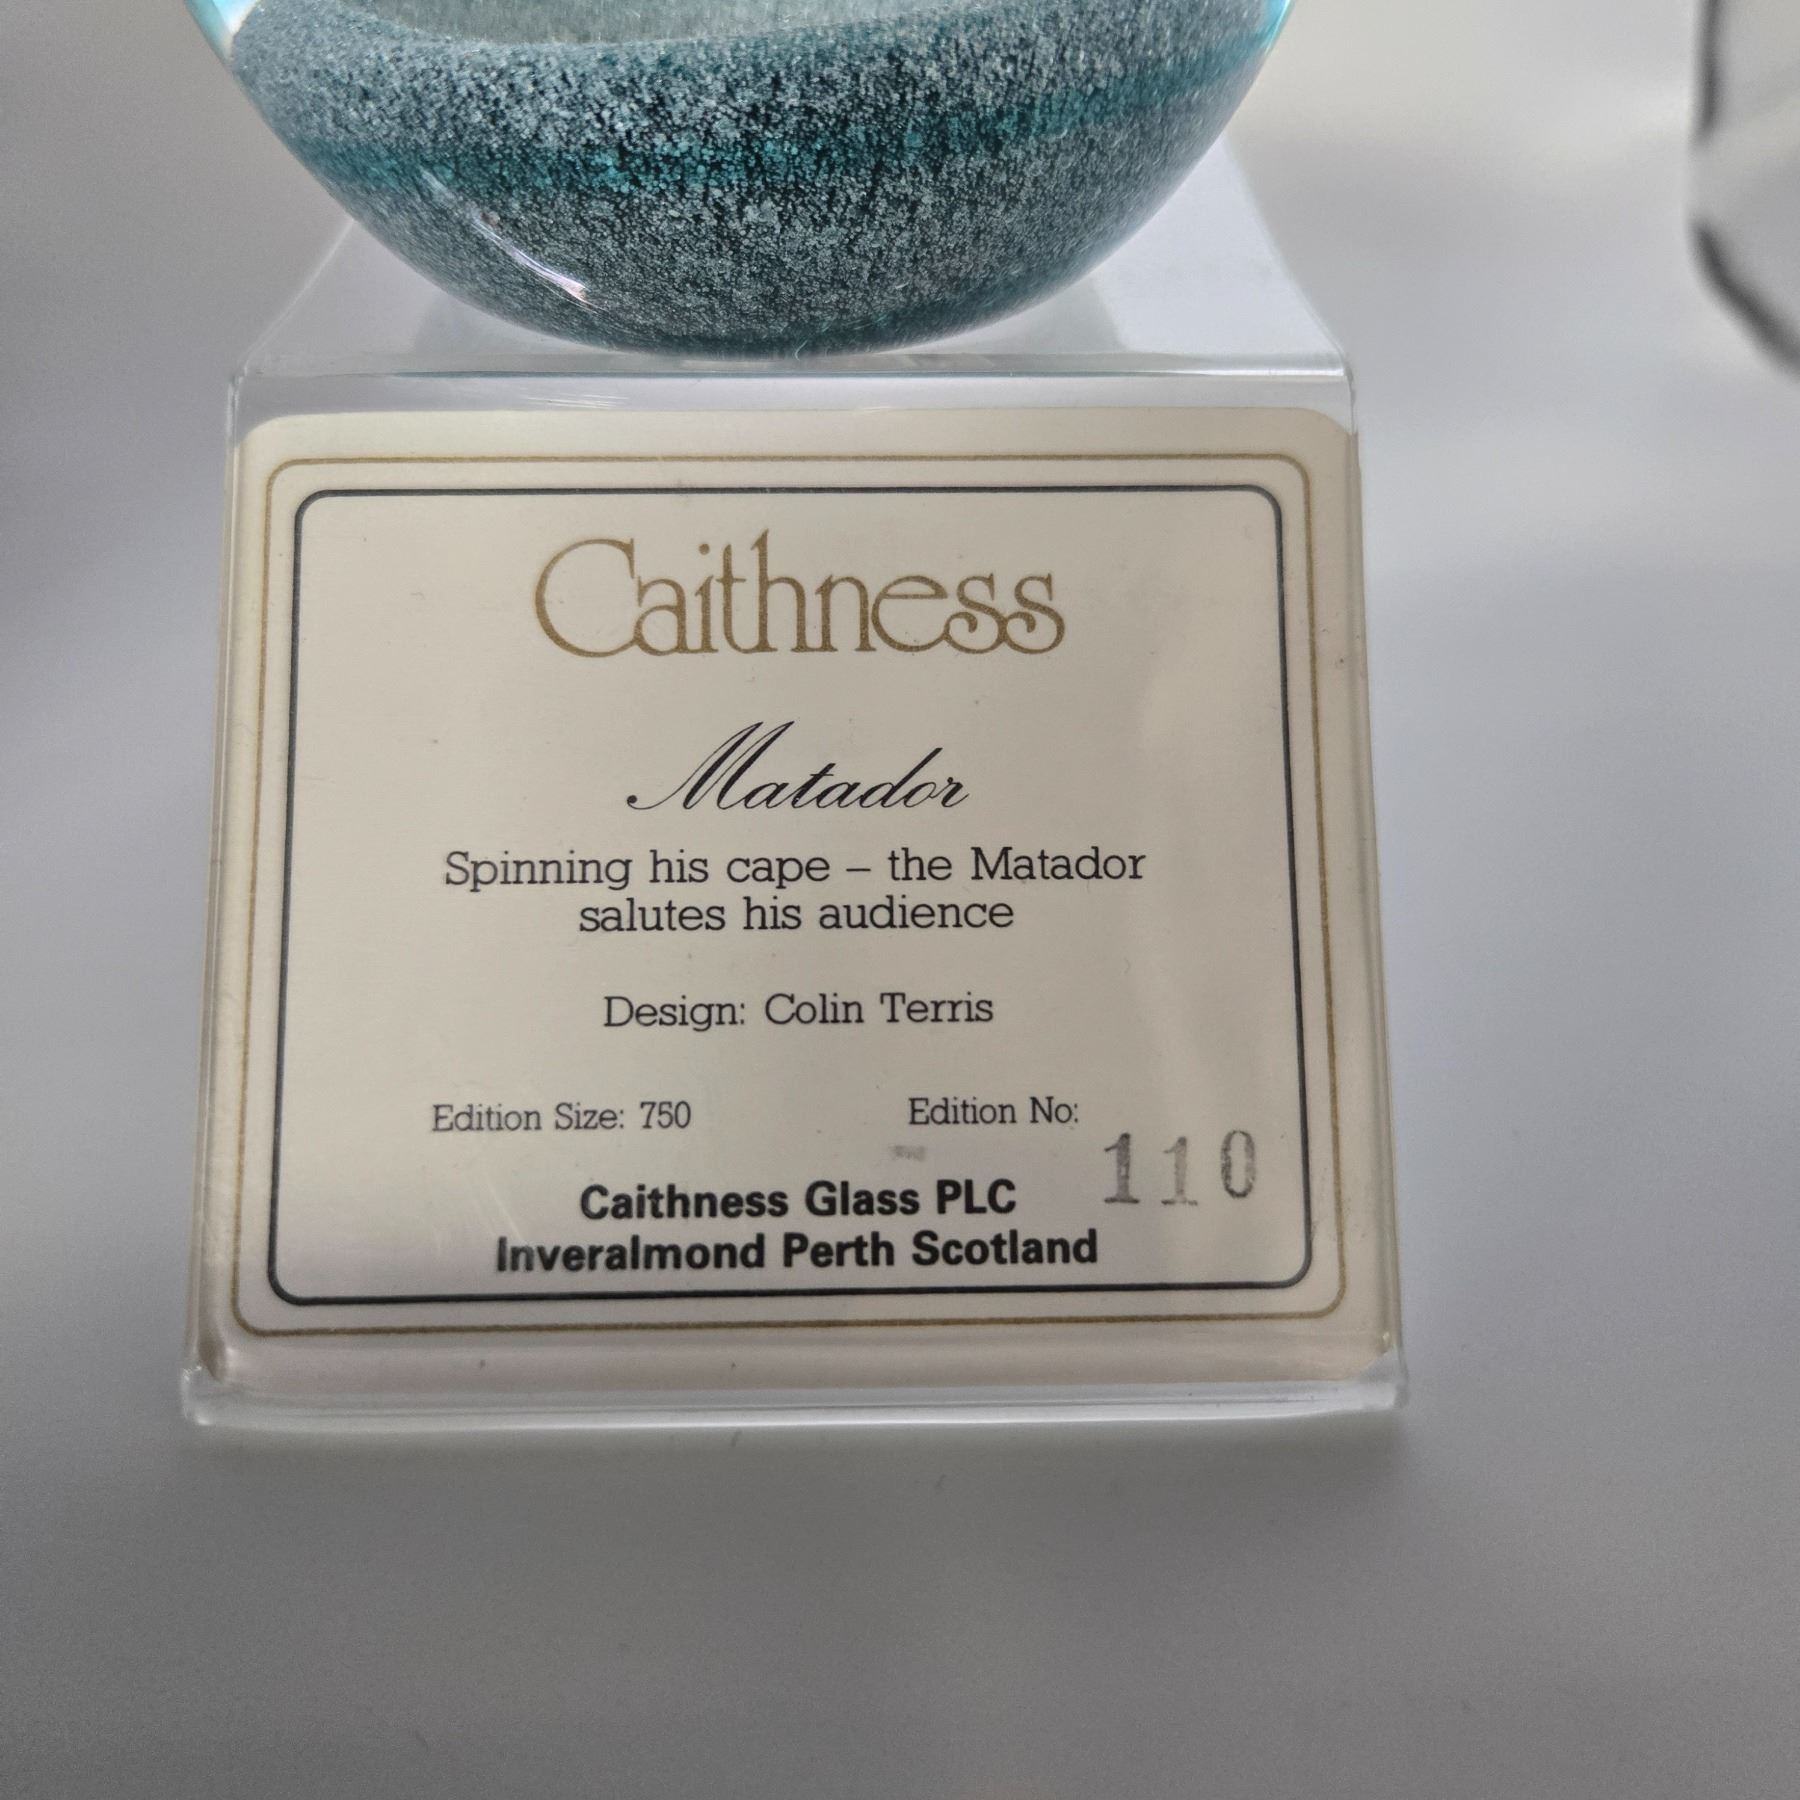 Caithness
Matador
Spinning his cape – the Matador
salutes his audience
Design: Colin Terris
Edition Size: 750 Edition No:
110
Caithness Glass PLC
Inveralmond Perth Scotland